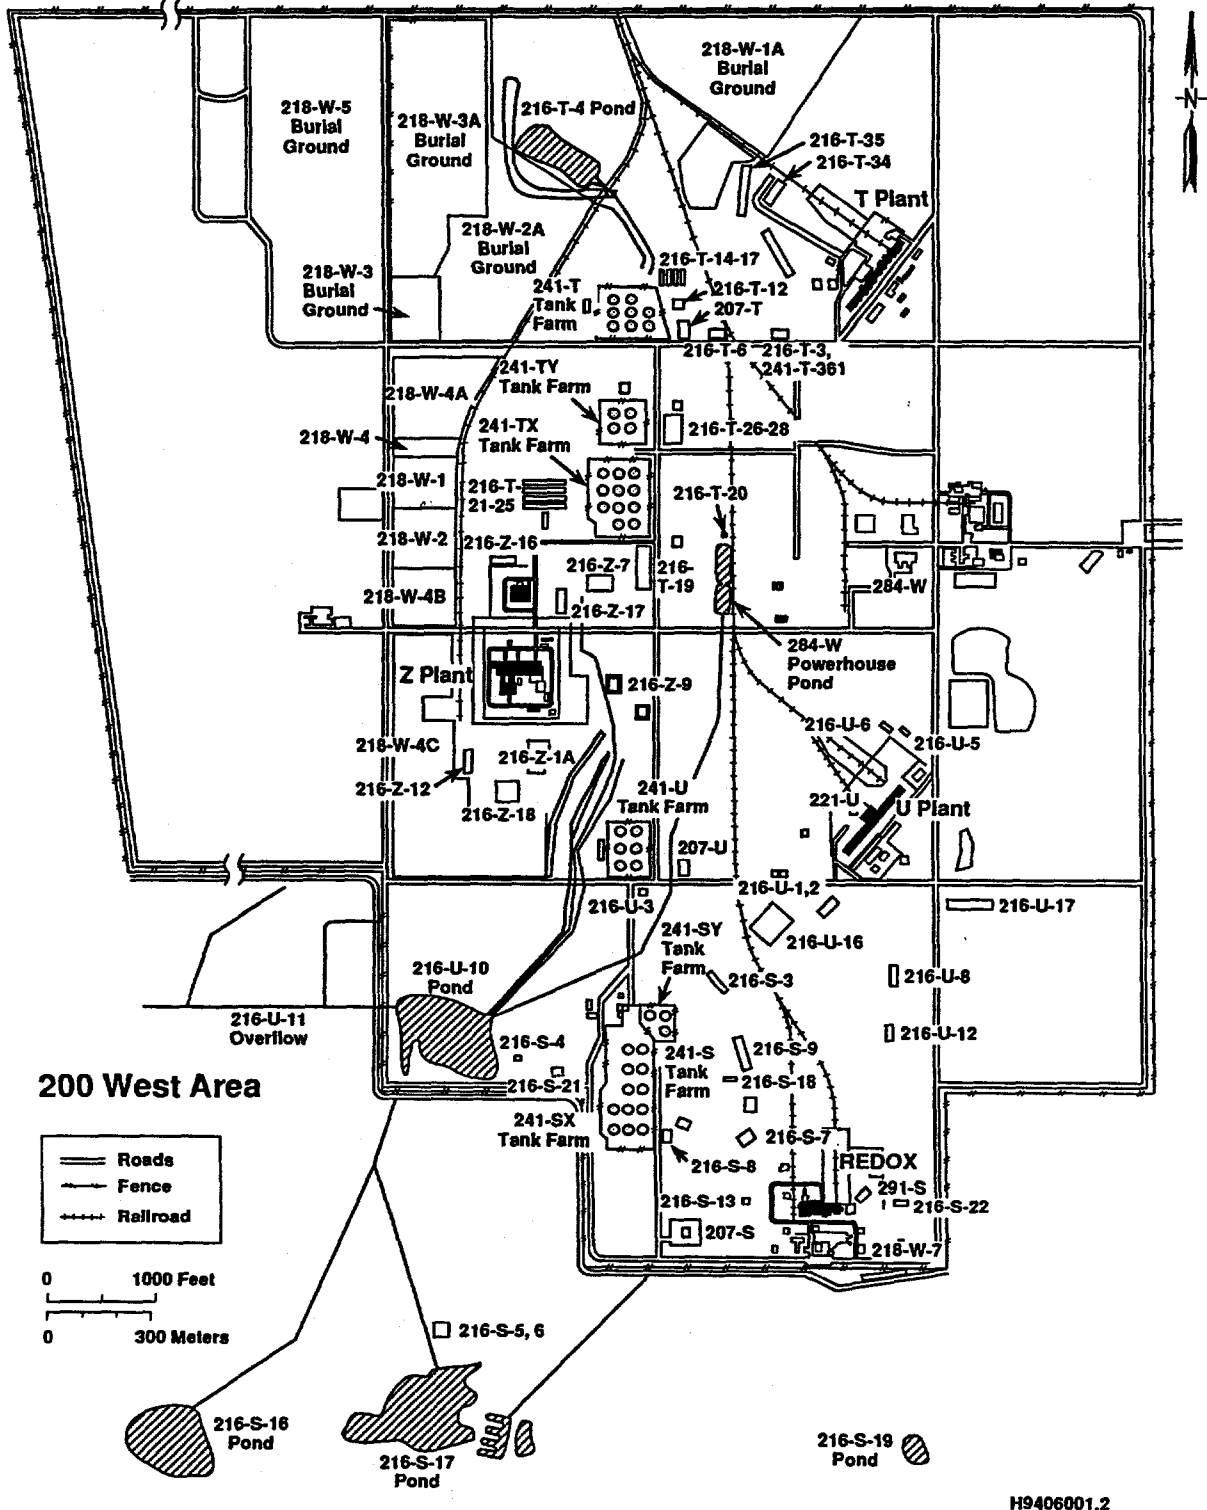 218-W-1A
Burial
Ground
N
218-W-5
Burial
Ground
218-W-3A
Burial
Ground
216-T-4 Pond
216-T-35
216-T-34
T Plant
218-W-2A
Burial
Ground
218-W-3
Burial
Ground
216-T-14-17
241-T
Tank
Farm
216-T-12
207-T
216-T-6
216-T-3,
241-T-361
241-TY
Tank Farm
218-W-4A
241-TX
Tank Farm
216-T-26-28
218-W-4
218-W-1
216-T-
21-25
216-T-20
218-W-2
216-Z-16
216-Z-7
216-
T-19
284-W
218-W-4B
216-Z-17
284-W
Powerhouse
Pond
Z Plant
216-Z-9
216-U-6
216-U-5
218-W-4C
216-Z-1A
216-Z-12
216-Z-18
241-U
Tank Farm
221-U
U Plant
207-U
216-U-1,2
216-U-3
216-U-17
241-SY
Tank
Farm
216-U-16
216-U-10
Pond
216-S-3
216-U-8
216-U-11
Overflow
216-U-12
216-S-4
241-S
Tank
Farm
216-S-9
216-S-21
216-S-18
200 West Area
241-SX
Tank Farm
216-S-7
216-S-8
REDOX
Roads
Fence
Railroad
291-S
216-S-22
216-S-13
207-S
218-W-7
0 1000 Feet
0 300 Meters
216-S-5, 6
216-S-16
Pond
216-S-17
Pond
216-S-19
Pond
H9406001.2